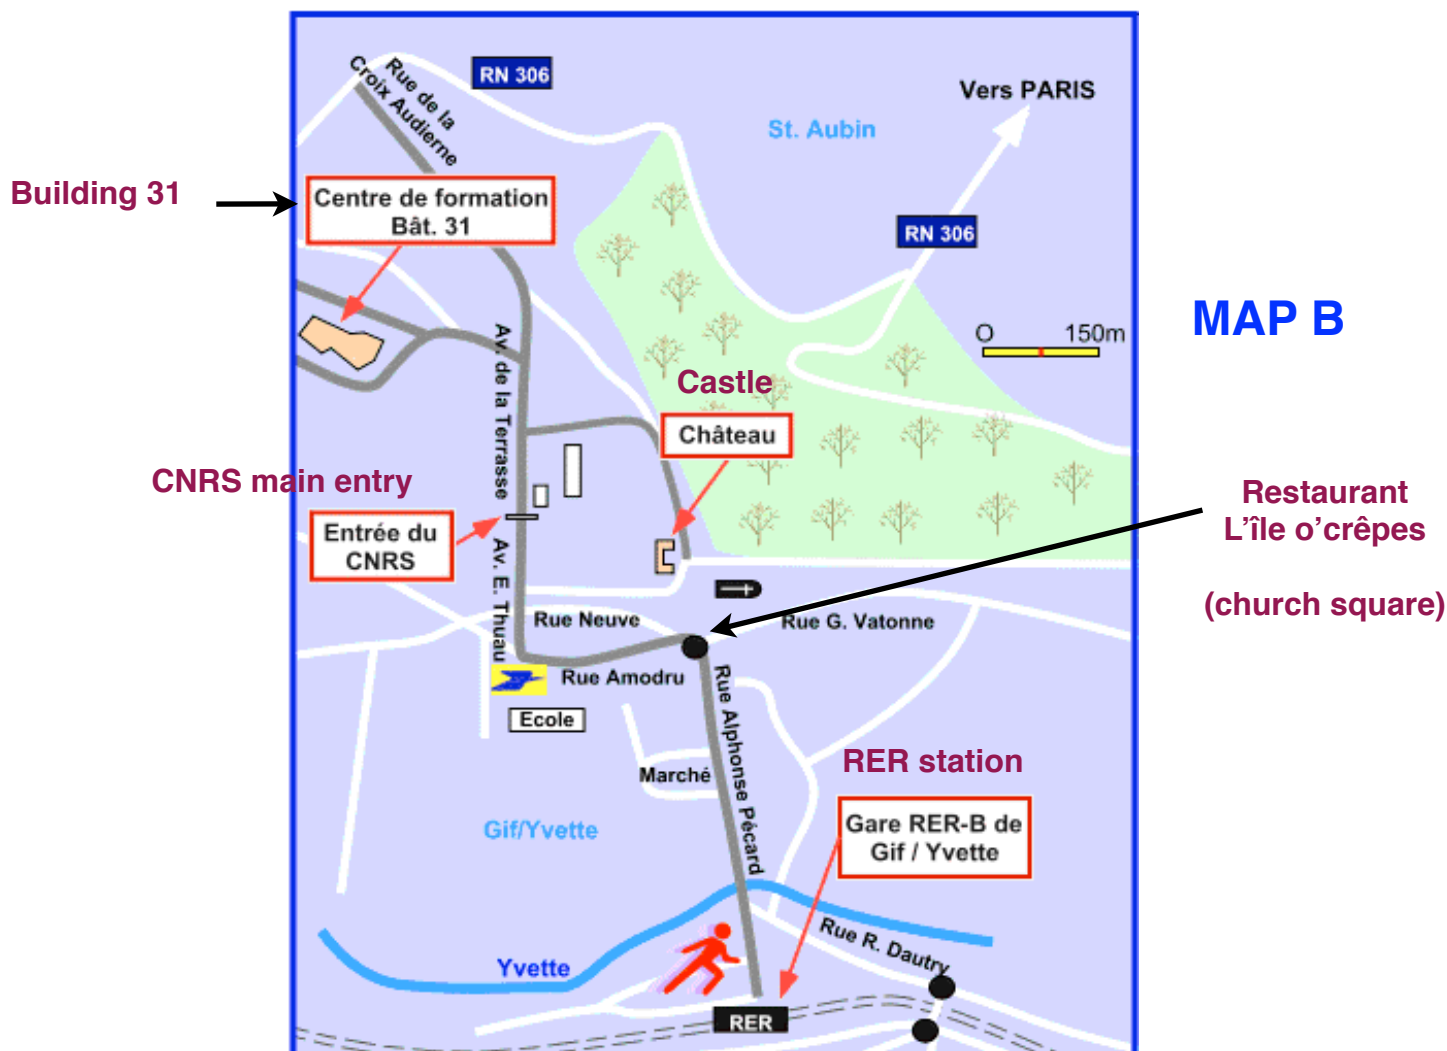 RN 306
Rue de la
Croix Audierne
Vers PARIS
St. Aubin
Building 31
Centre de formation
Bât. 31
RN 306
MAP B
O 150m
Av. de la Terrasse
Castle
Château
CNRS main entry
Entrée du
CNRS
Restaurant
L'île o'crêpes
(church square)
Av. E. Thuau
Rue Neuve
Rue G. Vatonne
Rue Amodru
Ecole
Rue Alphonse Pécard
Marché
RER station
Gare RER-B de
Gif / Yvette
Gif/Yvette
Rue R. Dautry
Yvette
RER